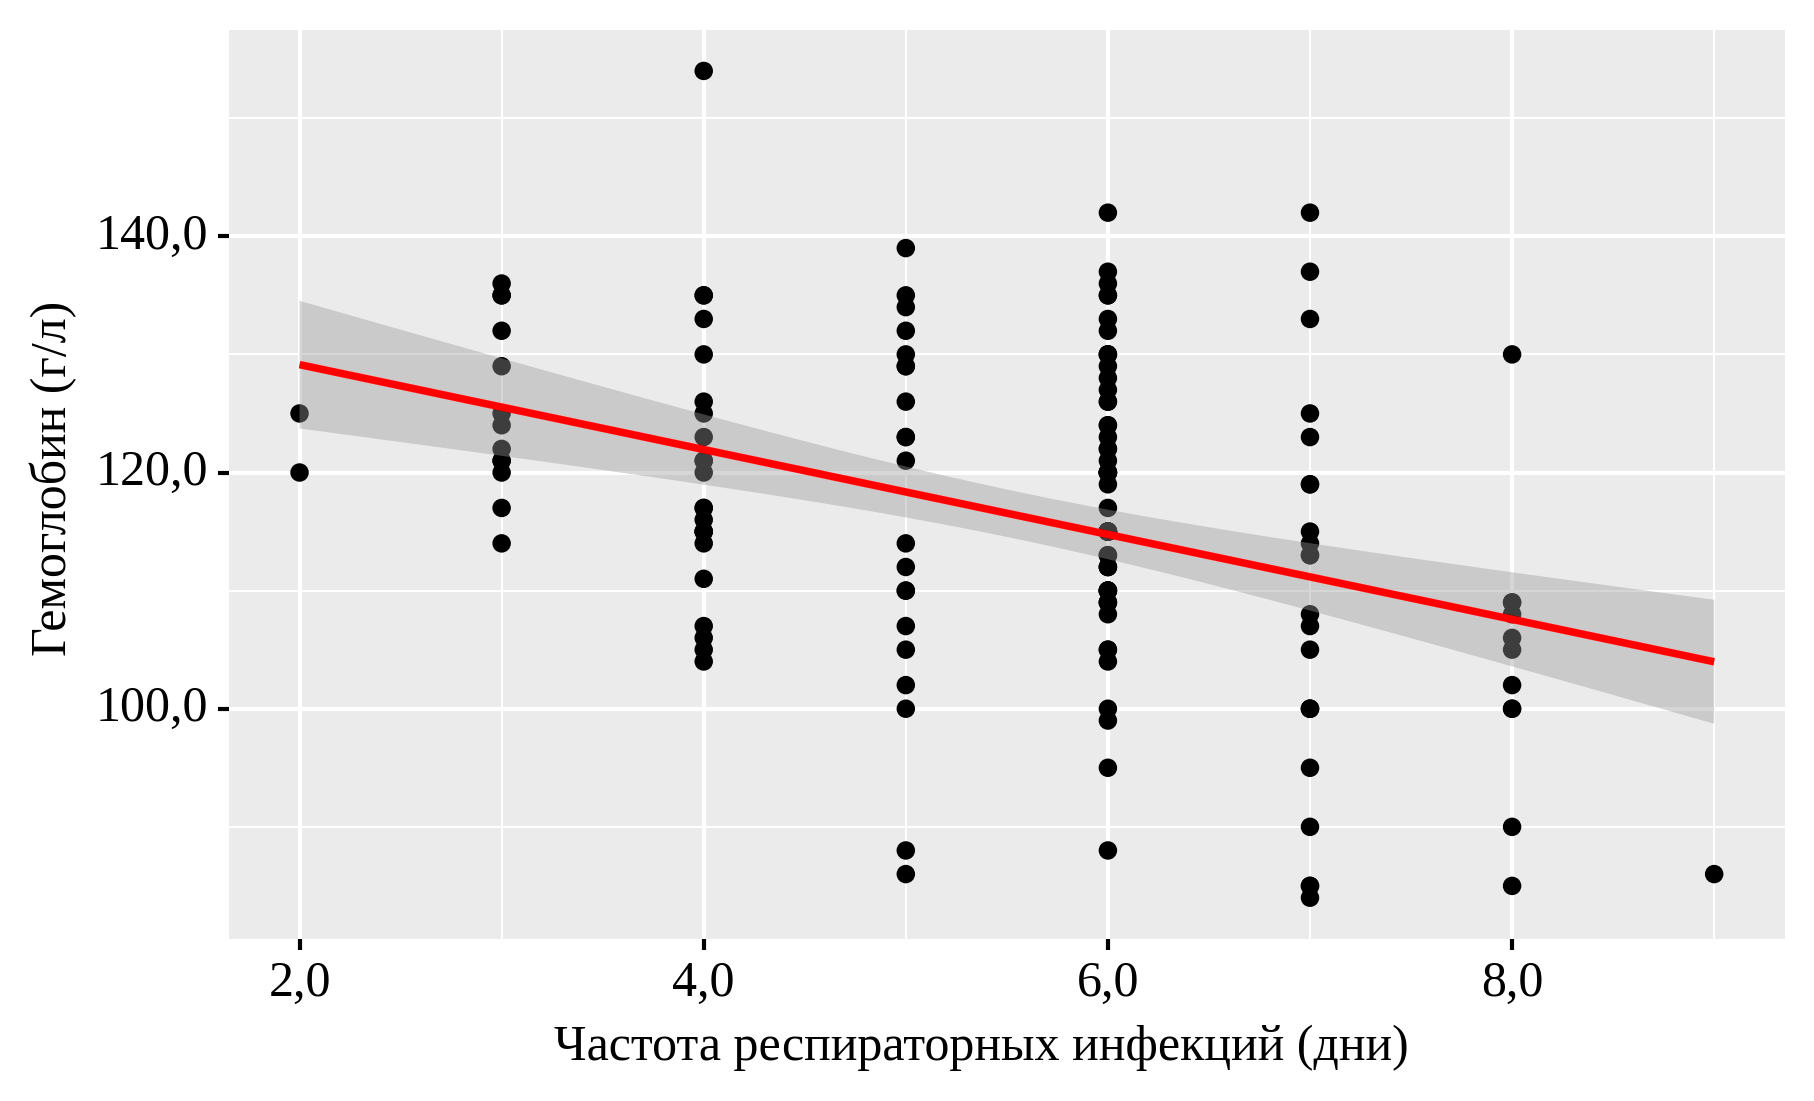 Гемоглобин (г/л)
140,0
120,0
100,0
2,0 4,0 6,0 8,0
Частота респираторных инфекций (дни)